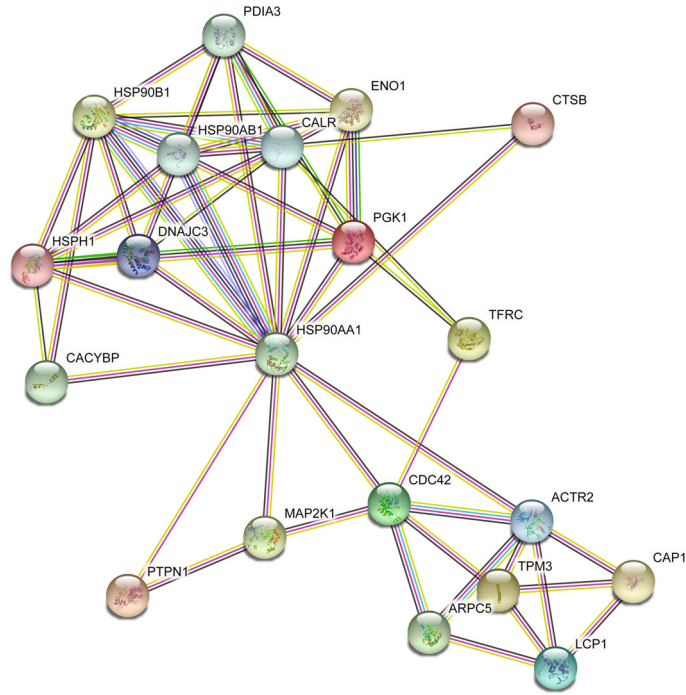 PDIA3
HSP90B1
ENO1
CTSB
HSP90AB1
CALR
PGK1
HSPH1
DNAJC3
HSP90AA1
TFRC
CACYBP
CDC42
ACTR2
MAP2K1
CAP1
PTPN1
TPM3
ARPC5
LCP1